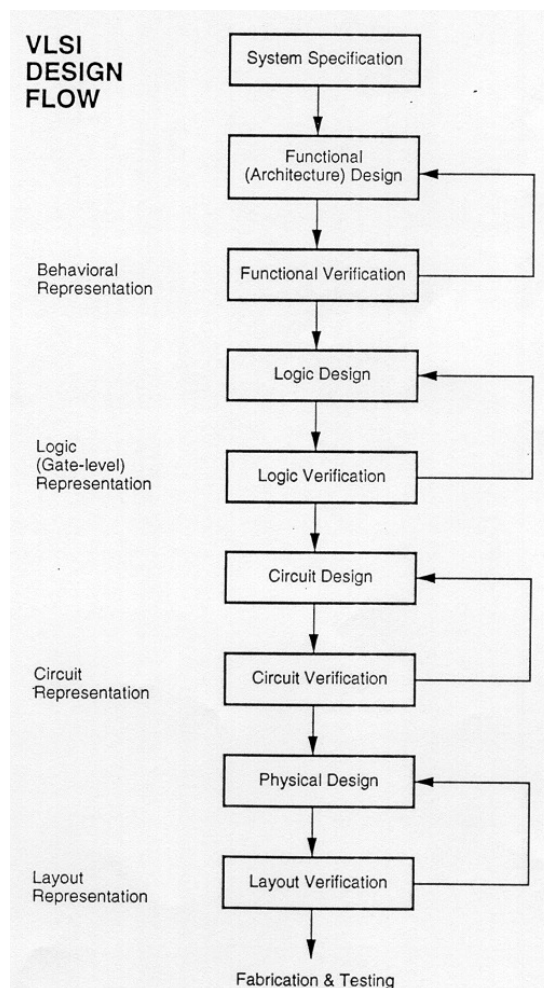 VLSI
DESIGN
FLOW
System Specification
Functional
(Architecture) Design
Behavioral
Representation
Functional Verification
Logic Design
Logic
(Gate-level)
Representation
Logic Verification
Circuit Design
Circuit
Representation
Circuit Verification
Physical Design
Layout
Representation
Layout Verification
Fabrication & Testing